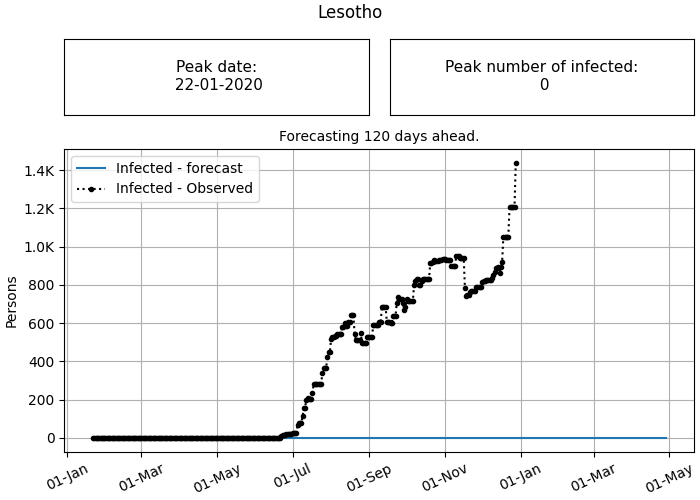 Lesotho
Peak date:
22-01-2020
Peak number of infected:
0
Forecasting 120 days ahead.
Infected - forecast
Infected - Observed
1.4K
1.2K
1.0K
800
600
400
200
0
Persons
01-Jan
01-Mar
01-May
01-Jul
01-Sep
01-Nov
01-Jan
01-Mar
01-May